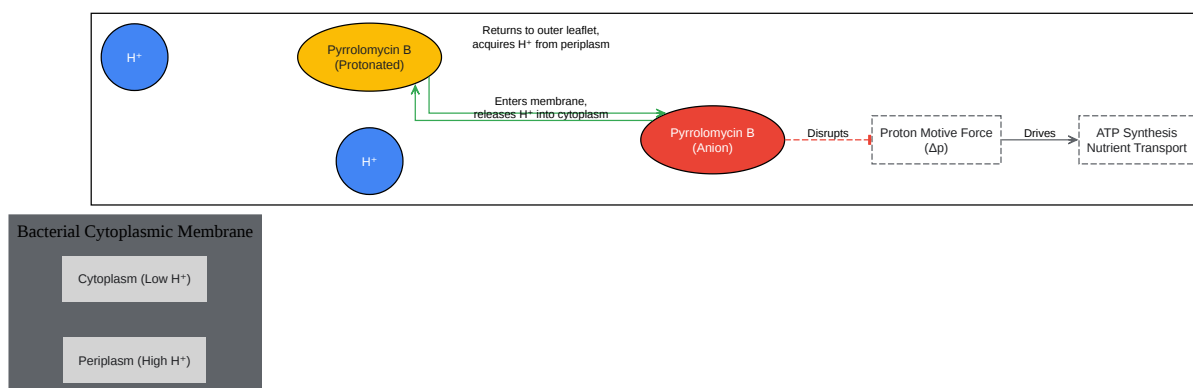 H⁺
Pyrrolomycin B
(Protonated)
Returns to outer leaflet,
acquires H⁺ from periplasm
Enters membrane,
releases H⁺ into cytoplasm
H⁺
Pyrrolomycin B
(Anion)
Disrupts
Proton Motive Force
(Δp)
Drives
ATP Synthesis
Nutrient Transport
Bacterial Cytoplasmic Membrane
Cytoplasm (Low H⁺)
Periplasm (High H⁺)